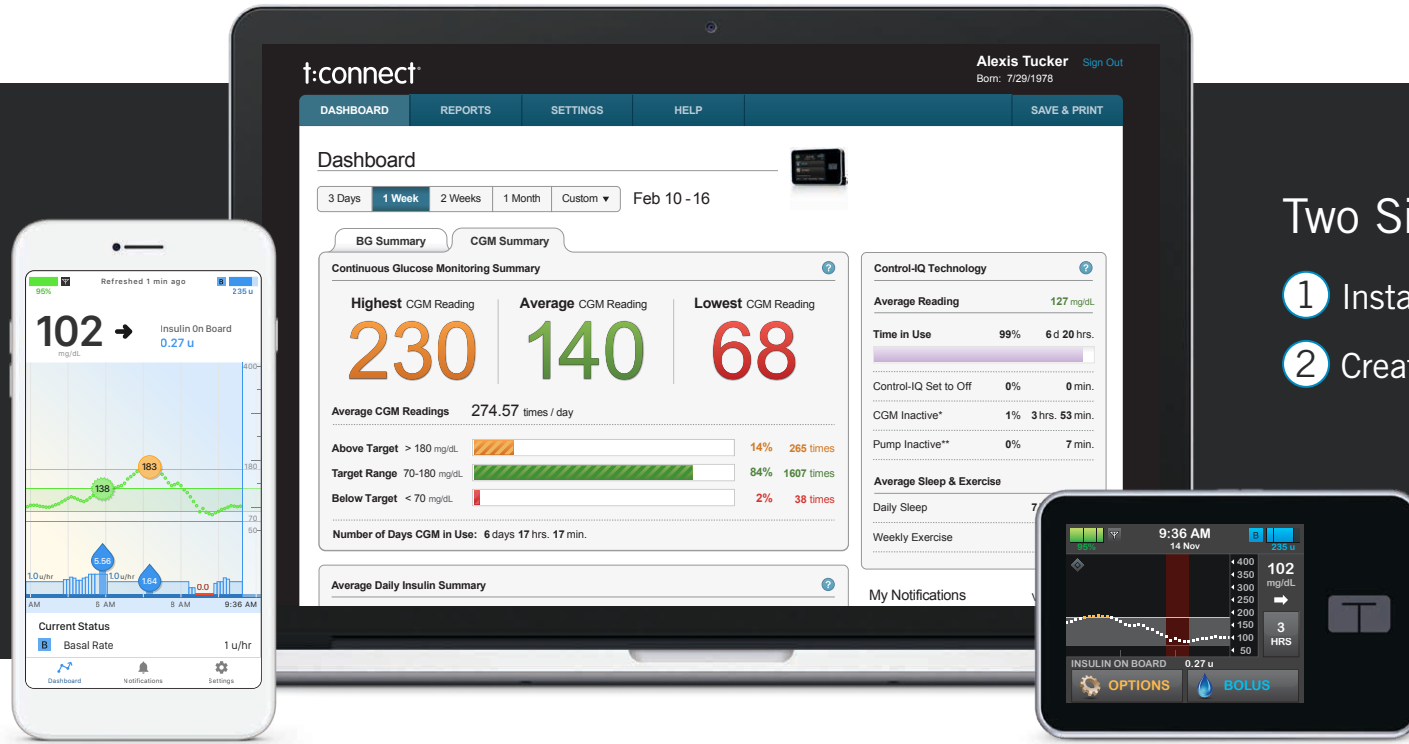 t:connect
Alexis Tucker Sign Out
Born: 7/29/1978
DASHBOARD REPORTS SETTINGS HELP SAVE & PRINT
Dashboard
3 Days 1 Week 2 Weeks 1 Month Custom ▼ Feb 10 - 16
BG Summary CGM Summary
Continuous Glucose Monitoring Summary ?
Highest CGM Reading Average CGM Reading Lowest CGM Reading
230 140 68
Average CGM Readings 274.57 times / day
Above Target > 180 mg/dL 14% 265 times
Target Range 70-180 mg/dL 84% 1607 times
Below Target < 70 mg/dL 2% 38 times
Number of Days CGM in Use: 6 days 17 hrs. 17 min.
Average Daily Insulin Summary ?
Control-IQ Technology ?
Average Reading 127 mg/dL
Time in Use 99% 6 d 20 hrs.
Control-IQ Set to Off 0% 0 min.
CGM Inactive* 1% 3 hrs. 53 min.
Pump Inactive** 0% 7 min.
Average Sleep & Exercise
Daily Sleep 7
Weekly Exercise
My Notifications
95% Refreshed 1 min ago B 235 u
102 Insulin On Board
mg/dL 0.27 u
400
183
180
138
70
50
5.56
1.0 u/hr 1.0 u/hr 1.64 0.0
AM 8 AM 9:36 AM
Current Status
B Basal Rate 1 u/hr
Dashboard Notifications Settings
Two
1
2
9:36 AM B
95% 14 Nov 235 u
400 102
350 mg/dL
300
250
200
150 3
100 HRS
50
INSULIN ON BOARD 0.27 u
OPTIONS BOLUS